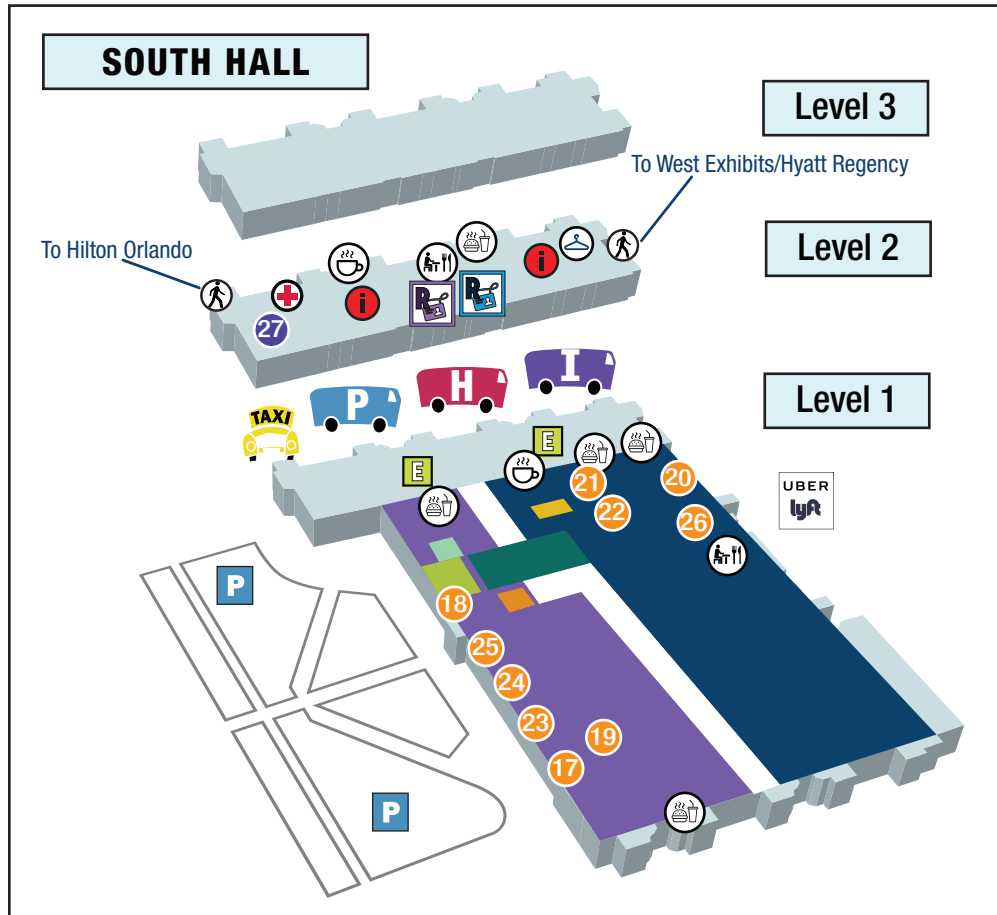 SOUTH HALL
Level 3
To West Exhibits/Hyatt Regency
Level 2
To Hilton Orlando
i
i
R
R
27
Level 1
I
H
P
TAXI
E
E
20
21
22
26
UBER
lyft
P
18
25
24
23
19
17
P